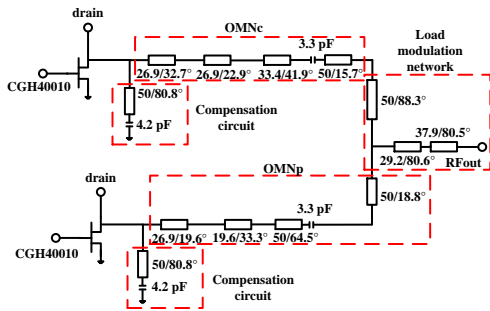 drain
OMNc
3.3 pF
Load
modulation
network
CGH40010
26.9/32.7°
26.9/22.9°
33.4/41.9°
50/15.7°
50/80.8°
4.2 pF
Compensation
circuit
50/88.3°
37.9/80.5°
29.2/80.6°
RFout
drain
OMNp
3.3 pF
50/18.8°
CGH40010
26.9/19.6°
19.6/33.3°
50/64.5°
50/80.8°
4.2 pF
Compensation
circuit